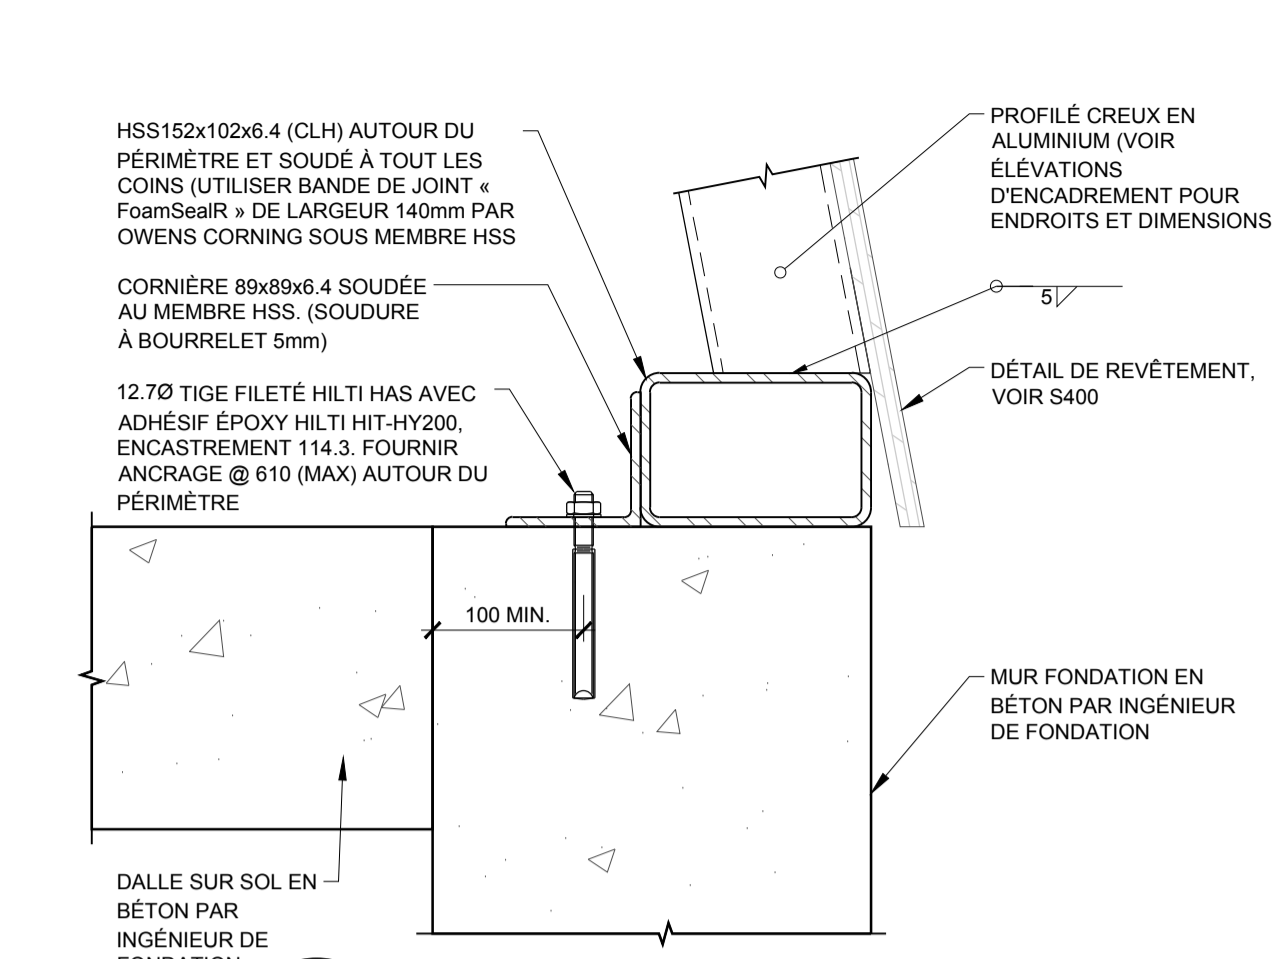 HSS152x102x6.4 (CLH) AUTOUR DU
PÉRIMÈTRE ET SOUDÉ À TOUT LES
COINS (UTILISER BANDE DE JOINT «
FoamSealR » DE LARGEUR 140mm PAR
OWENS CORNING SOUS MEMBRE HSS
CORNIÈRE 89x89x6.4 SOUDÉE
AU MEMBRE HSS. (SOUDURE
À BOURRELET 5mm)
12.7Ø TIGE FILETÉ HILTI HAS AVEC
ADHÉSIF ÉPOXY HILTI HIT-HY200,
ENCASTREMENT 114.3. FOURNIR
ANCRAGE @ 610 (MAX) AUTOUR DU
PÉRIMÈTRE
PROFILÉ CREUX EN
ALUMINIUM (VOIR
ÉLÉVATIONS
D'ENCADREMENT POUR
ENDROITS ET DIMENSIONS
5
DÉTAIL DE REVÊTEMENT,
VOIR S400
100 MIN.
MUR FONDATION EN
BÉTON PAR INGÉNIEUR
DE FONDATION
DALLE SUR SOL EN
BÉTON PAR
INGÉNIEUR DE
FONDATION